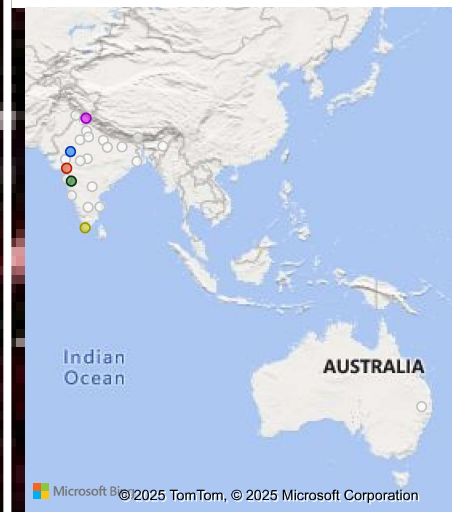 AUSTRALIA
Indian
Ocean
Microsoft Bing
© 2025 TomTom, © 2025 Microsoft Corporation